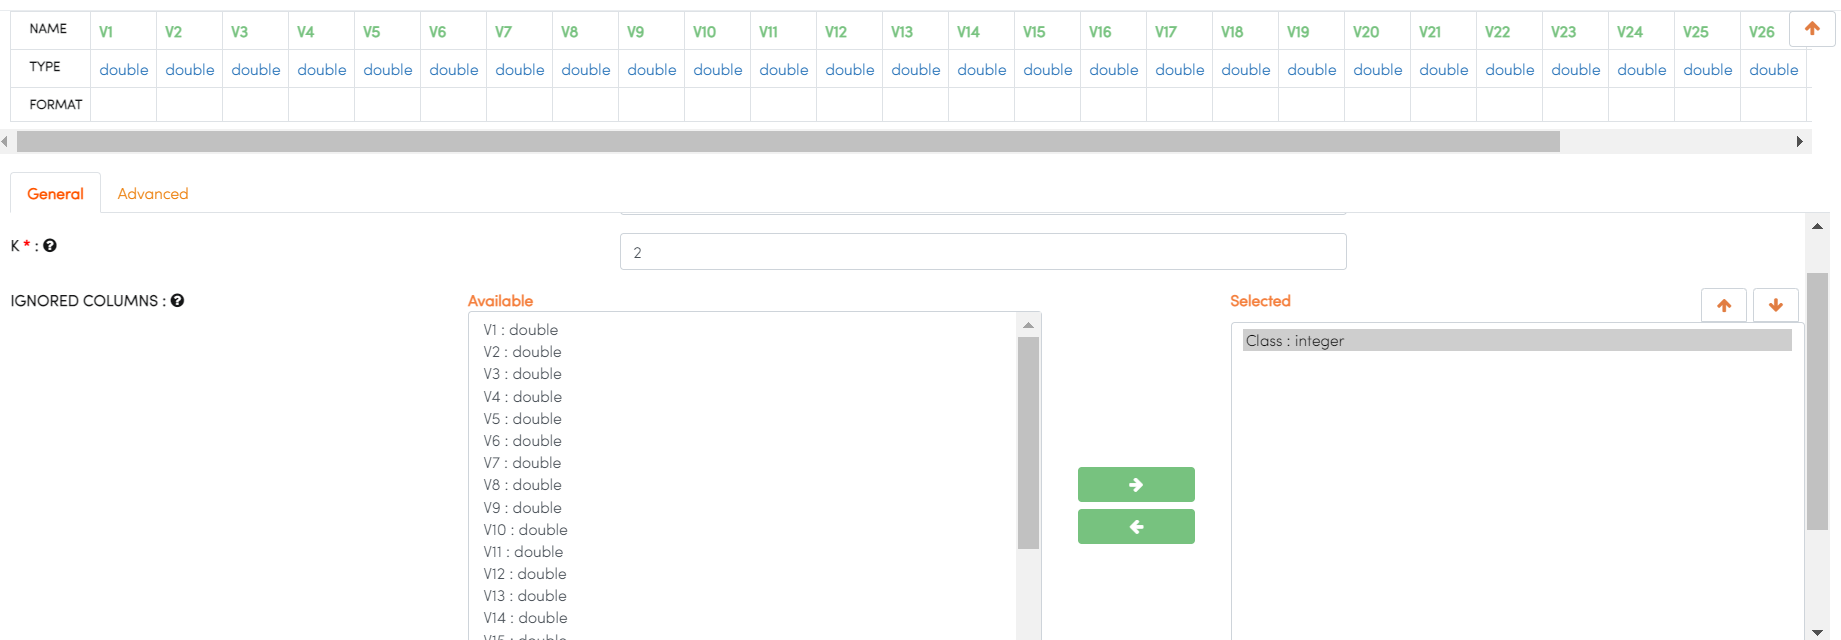 NAME V1 V2 V3 V4 V5 V6 V7 V8 V9 V10 V11 V12 V13 V14 V15 V16 V17 V18 V19 V20 V21 V22 V23 V24 V25 V26
TYPE double double double double double double double double double double double double double double double double double double double double double double double double double double
FORMAT
General Advanced
K * :
2
IGNORED COLUMNS :
Available
V1 : double
V2 : double
V3 : double
V4 : double
V5 : double
V6 : double
V7 : double
V8 : double
V9 : double
V10 : double
V11 : double
V12 : double
V13 : double
V14 : double
V15 : double
Selected
Class : integer